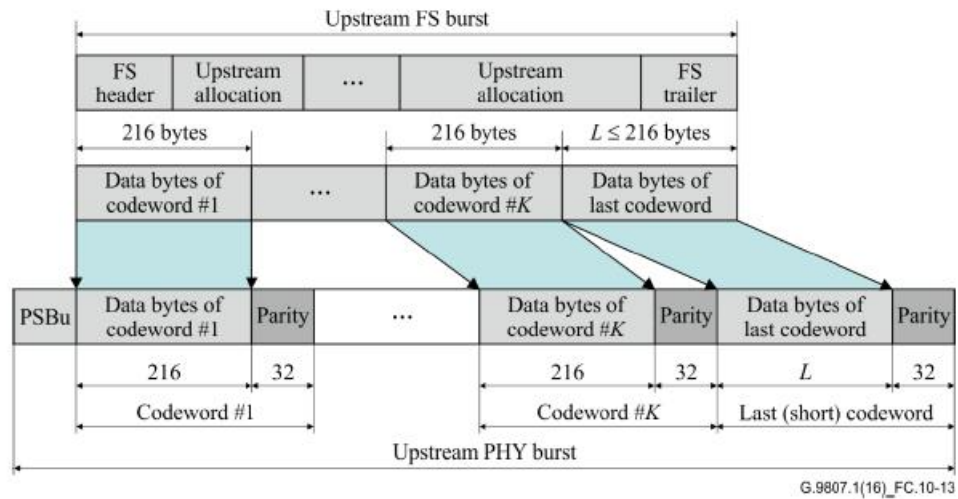 Upstream FS burst
FS
header
Upstream
allocation
...
Upstream
allocation
FS
trailer
216 bytes
216 bytes
L ≤ 216 bytes
Data bytes of
codeword #1
...
Data bytes of
codeword #K
Data bytes of
last codeword
PSBu
Data bytes of
codeword #1
Parity
...
Data bytes of
codeword #K
Parity
Data bytes of
last codeword
Parity
216
32
216
32
L
32
Codeword #1
Codeword #K
Last (short) codeword
Upstream PHY burst
G.9807.1(16)_FC.10-13